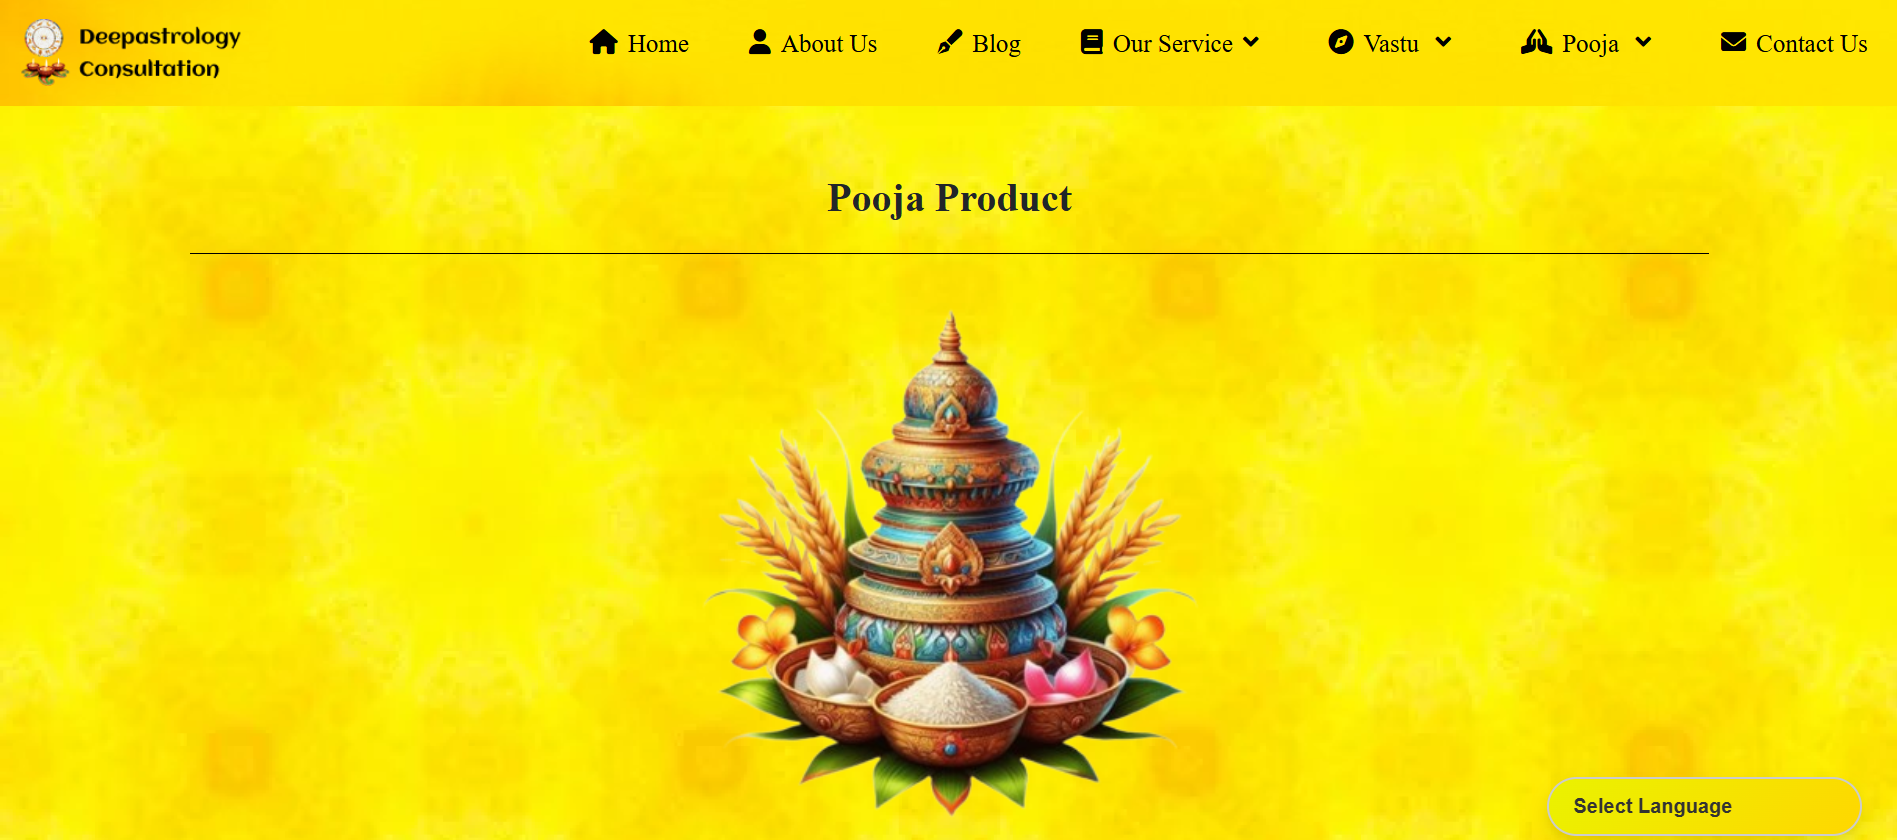 Deepastrology
Consultation
Home
About Us
Blog
Our Service
Vastu
Pooja
Contact Us
Pooja Product
Select Language